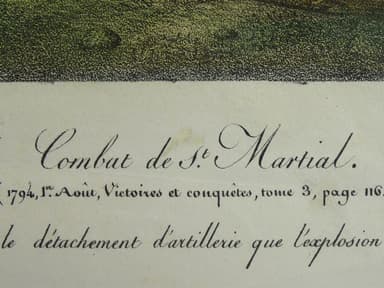 Combat de St. Martial.
(1794, 1er. Août, Victoires et conquêtes, tome 3, page 116.
le détachement d'artillerie que l'explosion